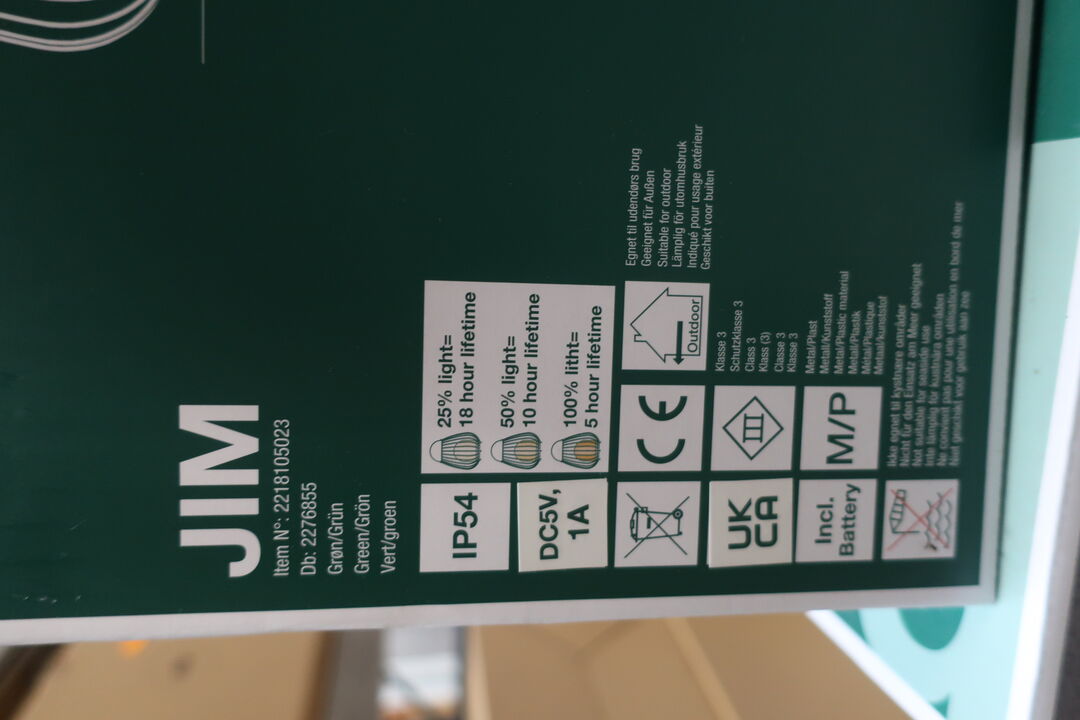 JIM
Item N°: 2218105023
Db: 2276855
Grøn/Grün
Green/Grön
Vert/groen
IP54
25% light=
18 hour lifetime
50% light=
10 hour lifetime
100% litht=
5 hour lifetime
DC5V,
1A
CE
Outdoor
Egnet til udendørs brug
Geeignet für Außen
Suitable for outdoor
Lämplig för utomhusbruk
Indiqué pour usage extérieur
Geschikt voor buiten
UK
CA
III
Klasse 3
Schutzklasse 3
Class 3
Klass (3)
Classe 3
Klasse 3
Incl.
Battery
M/P
Metal/Plast
Metall/Kunststoff
Metal/Plastic material
Metall/Plastik
Metal/Plastique
Metaal/kunststof
Ikke egnet til kystnære områder
Nicht für den Einsatz am Meer geeignet
Not suitable for seaside use
Inte lämplig för kustnära områden
Ne convient pas pour une utilisation en bord de mer
Niet geschikt voor gebruik aan zee